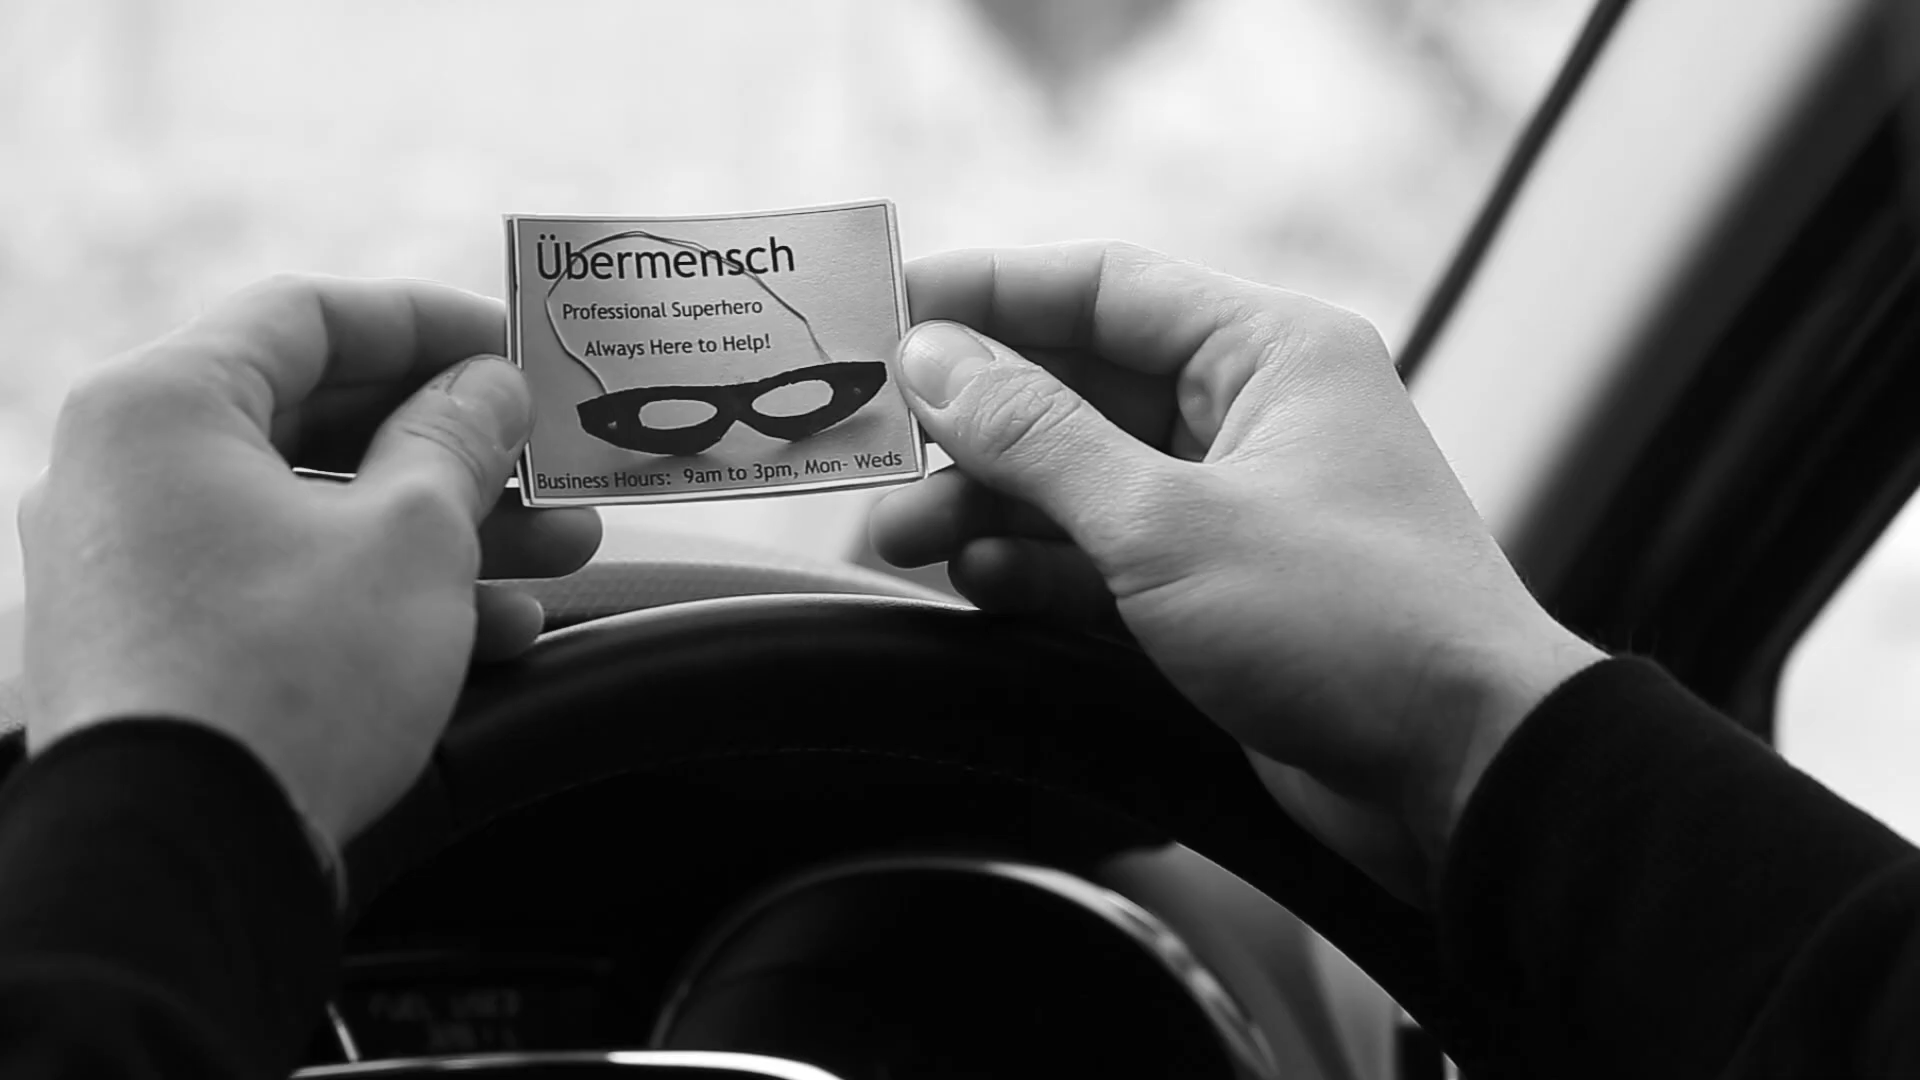 Übermensch
Professional Superhero
Always Here to Help!
Business Hours: 9am to 3pm, Mon- Weds